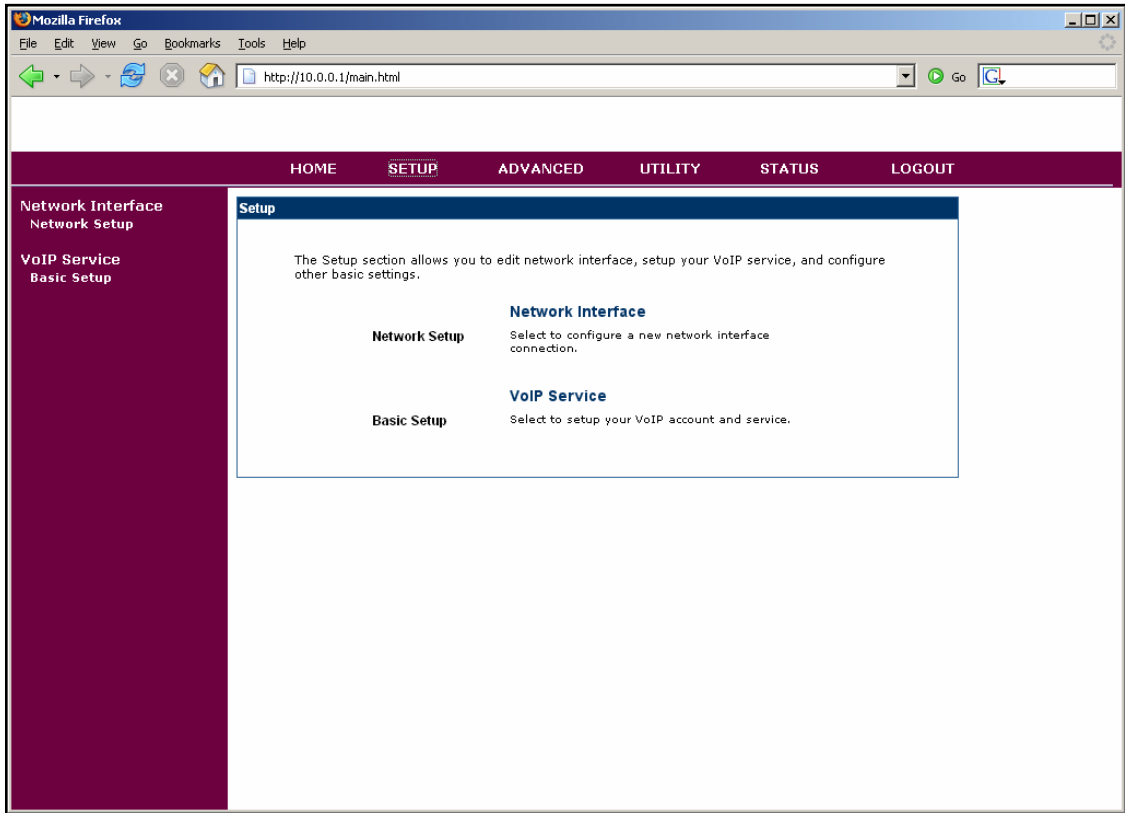 Mozilla Firefox
File Edit View Go Bookmarks Tools Help
http://10.0.0.1/main.html
Go
G
HOME SETUP ADVANCED UTILITY STATUS LOGOUT
Network Interface
Network Setup
VoIP Service
Basic Setup
Setup
The Setup section allows you to edit network interface, setup your VoIP service, and configure
other basic settings.
Network Interface
Network Setup Select to configure a new network interface
connection.
VoIP Service
Basic Setup Select to setup your VoIP account and service.